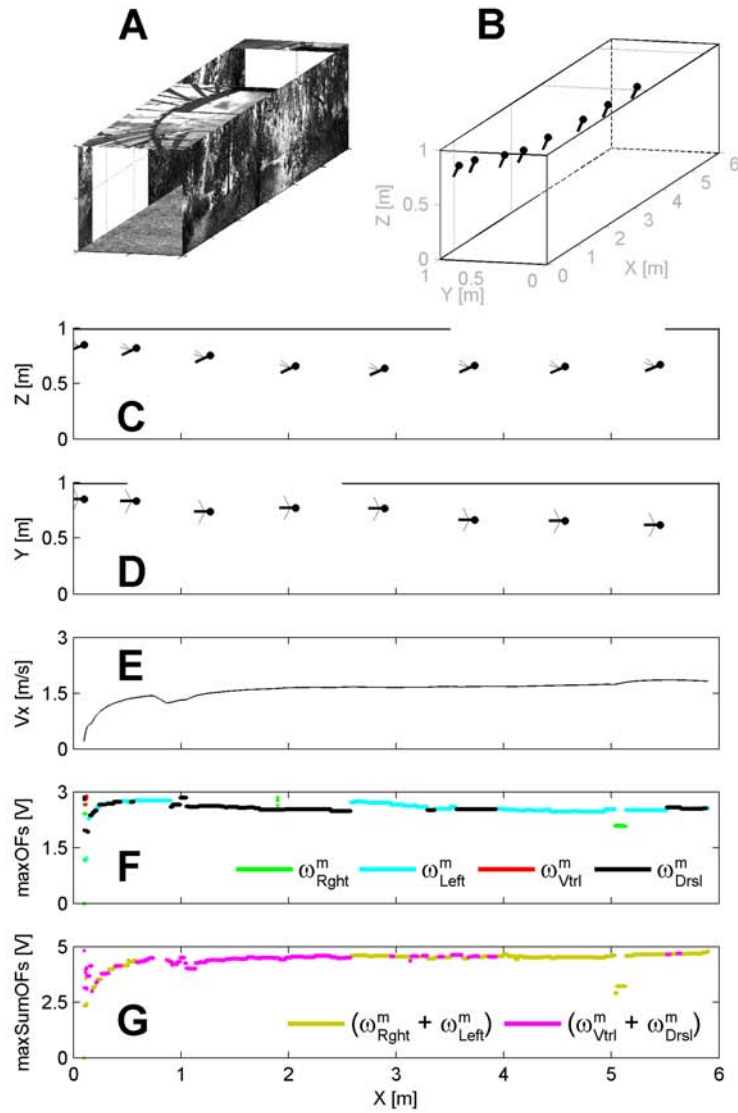 A
B
1
0.5
0
Z [m]
1
0.5
0
Y [m]
0
1
2
3
4
5
6
X [m]
1
0.5
0
Z [m]
C
1
0.5
0
Y [m]
D
3
1.5
0
Vx [m/s]
E
3
1.5
0
maxOFs [V]
F
ω^m_Rght ω^m_Left ω^m_Vtrl ω^m_Drsl
5
2.5
0
maxSumOFs [V]
G
(ω^m_Rght + ω^m_Left) (ω^m_Vtrl + ω^m_Drsl)
0 1 2 3 4 5 6
X [m]